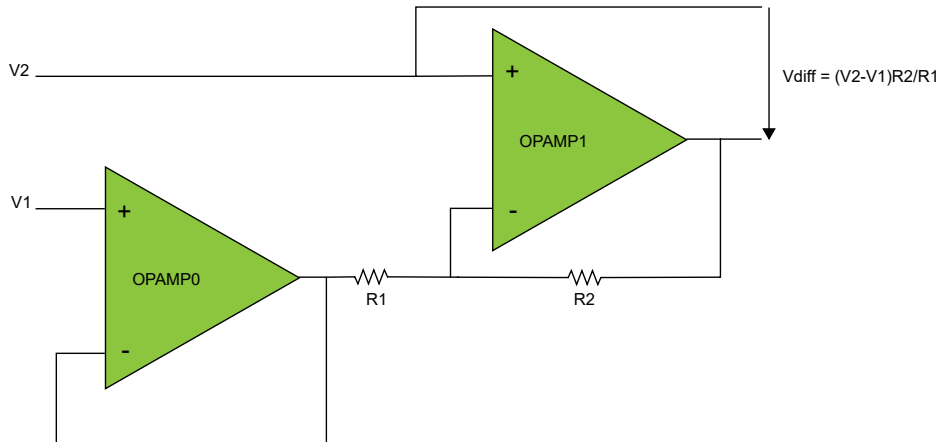 V2
+
OPAMP1
-
Vdiff = (V2-V1)R2/R1
V1
+
OPAMP0
-
R1
R2